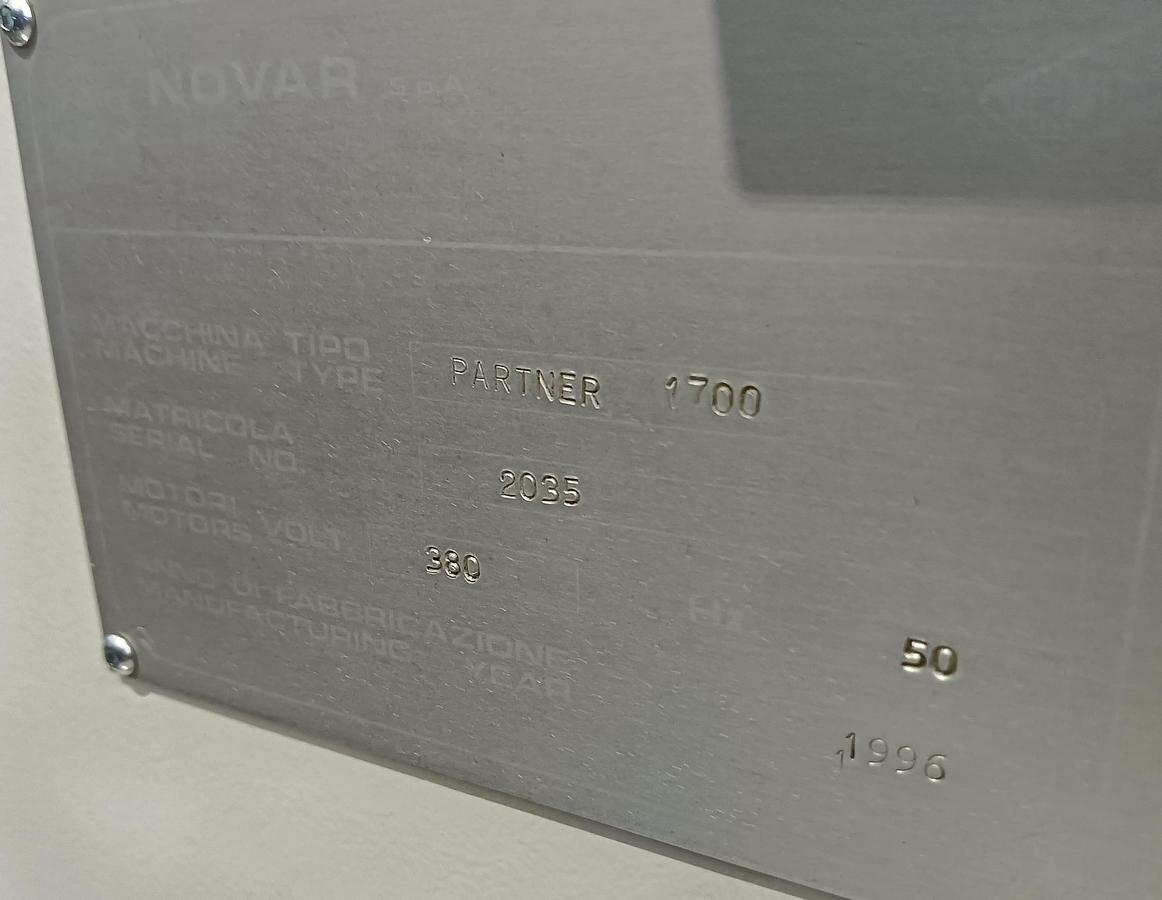 NOVAR SpA
MACCHINA TIPO
MACHINE TYPE
PARTNER 1700
MATRICOLA
SERIAL NO.
2035
MOTORI VOLT
MOTORS
380
Hz
50
ANNO DI FABBRICAZIONE
MANUFACTURING YEAR
1996